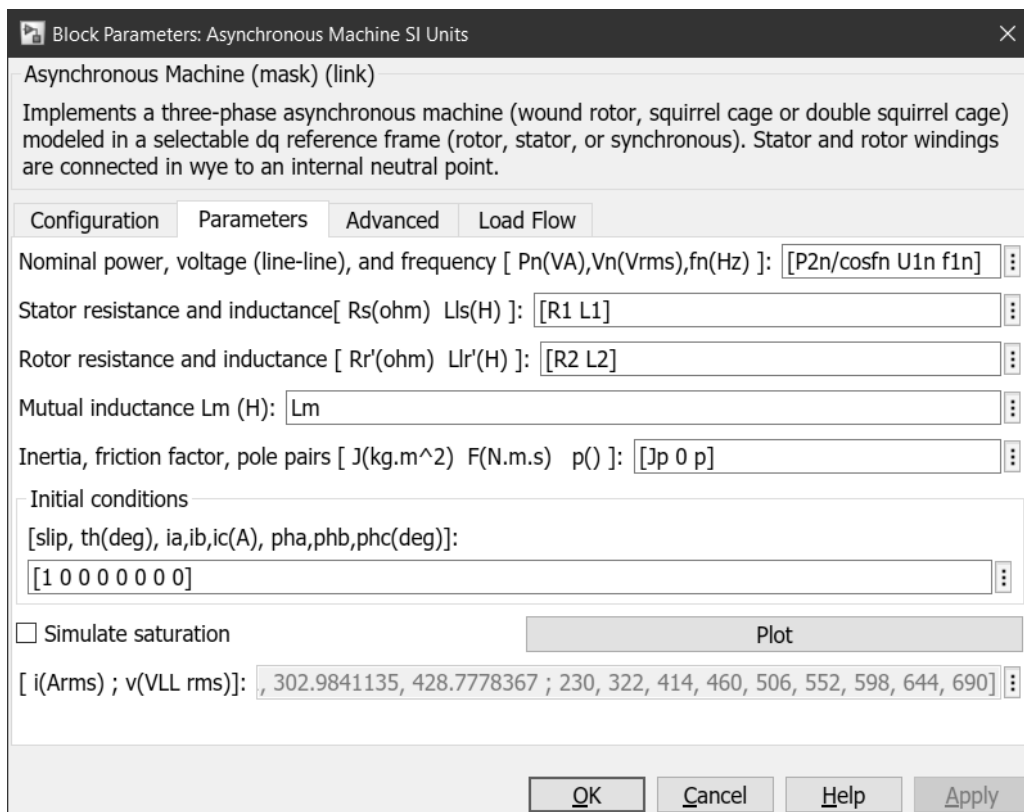 Block Parameters: Asynchronous Machine SI Units
Asynchronous Machine (mask) (link)
Implements a three-phase asynchronous machine (wound rotor, squirrel cage or double squirrel cage)
modeled in a selectable dq reference frame (rotor, stator, or synchronous). Stator and rotor windings
are connected in wye to an internal neutral point.
Configuration Parameters Advanced Load Flow
Nominal power, voltage (line-line), and frequency [ Pn(VA),Vn(Vrms),fn(Hz) ]: [P2n/cosfn U1n f1n]
Stator resistance and inductance[ Rs(ohm) Lls(H) ]: [R1 L1]
Rotor resistance and inductance [ Rr'(ohm) Llr'(H) ]: [R2 L2]
Mutual inductance Lm (H): Lm
Inertia, friction factor, pole pairs [ J(kg.m^2) F(N.m.s) p() ]: [Jp 0 p]
Initial conditions
[slip, th(deg), ia,ib,ic(A), pha,phb,phc(deg)]:
[1 0 0 0 0 0 0 0]
Simulate saturation Plot
[ i(Arms) ; v(VLL rms)]: , 302.9841135, 428.7778367 ; 230, 322, 414, 460, 506, 552, 598, 644, 690]
OK Cancel Help Apply